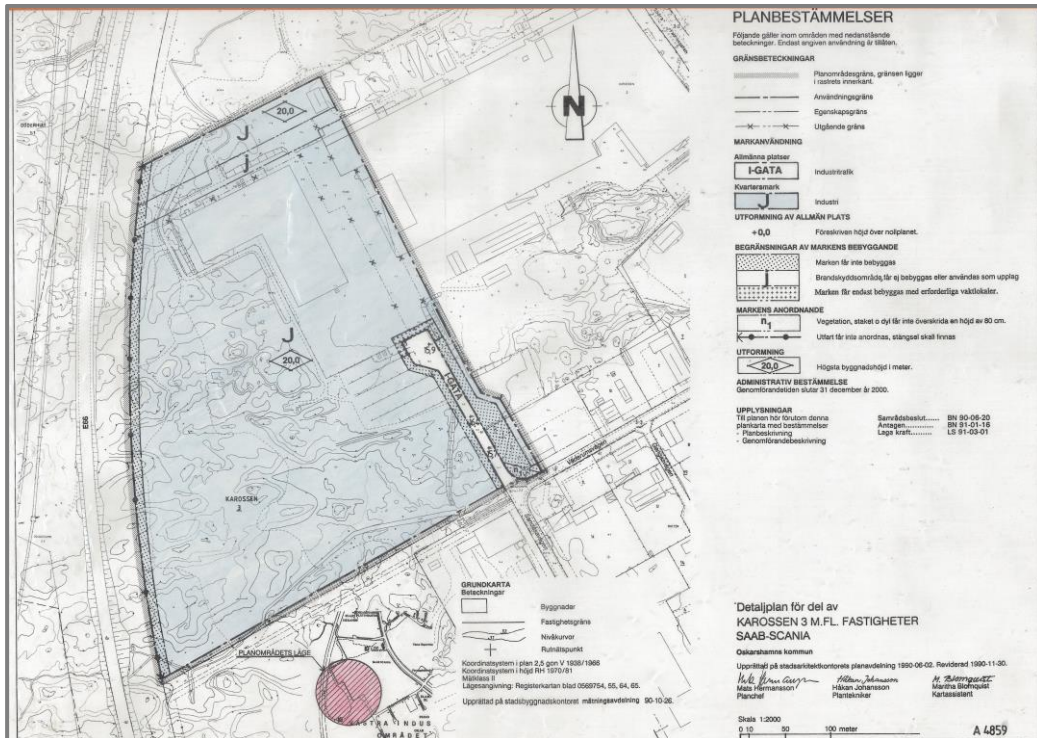 PLANBESTÄMMELSER
Följande gäller inom områden med nedanstående
beteckningar. Endast angiven användning är tillåten.
GRÄNSBETECKNINGAR
Planområdesgräns, gränsen ligger
i rastrets innerkant.
Användningsgräns
Egenskapsgräns
Utgående gräns
MARKANVÄNDNING
Allmänna platser
I-GATA Industritrafik
Kvartersmark
J Industri
UTFORMNING AV ALLMÄN PLATS
+0,0 Föreskriven höjd över nollplanet.
BEGRÄNSNINGAR AV MARKENS BEBYGGANDE
Marken får inte bebyggas
j Brandskyddsområde, får ej bebyggas eller användas som upplag
Marken får endast bebyggas med erforderliga vaktlokaler.
MARKENS ANORDNANDE
n1 Vegetation, staket o dyl får inte överskrida en höjd av 80 cm.
Utfart får inte anordnas, stängsel skall finnas
UTFORMNING
20,0 Högsta byggnadshöjd i meter.
ADMINISTRATIV BESTÄMMELSE
Genomförandetiden slutar 31 december år 2000.
UPPLYSNINGAR
Till planen hör förutom denna
plankarta med bestämmelser
- Planbeskrivning
- Genomförandebeskrivning
Samrådsbeslut...... BN 90-06-20
Antagen............ BN 91-01-16
Laga kraft......... LS 91-03-01
N
20,0
J
j
J
20,0
I-GATA
E66
KAROSSEN
3
GRUNDKARTA
Beteckningar
Byggnader
Fastighetsgräns
Nivåkurvor
Rutnätspunkt
Koordinatsystem i plan 2,5 gon V 1938/1966
Koordinatsystem i höjd RH 1970/81
Mätklass II
Lägesangivning: Registerkartan blad 0569754, 55, 64, 65.
Upprättad på stadsbyggnadskontoret mätningsavdelning 90-10-26.
PLANOMRÅDETS LÄGE
VÄSTRA INDUS
OMRÅDET
Detaljplan för del av
KAROSSEN 3 M.FL. FASTIGHETER
SAAB-SCANIA
Oskarshamns kommun
Upprättad på stadsarkitektkontorets planavdelning 1990-06-02. Reviderad 1990-11-30.
Mats Hermansson
Planchef
Håkan Johansson
Plantekniker
Mantha Blomquist
Kartassistent
Skala 1:2000
0 10 50 100 meter
A 4859